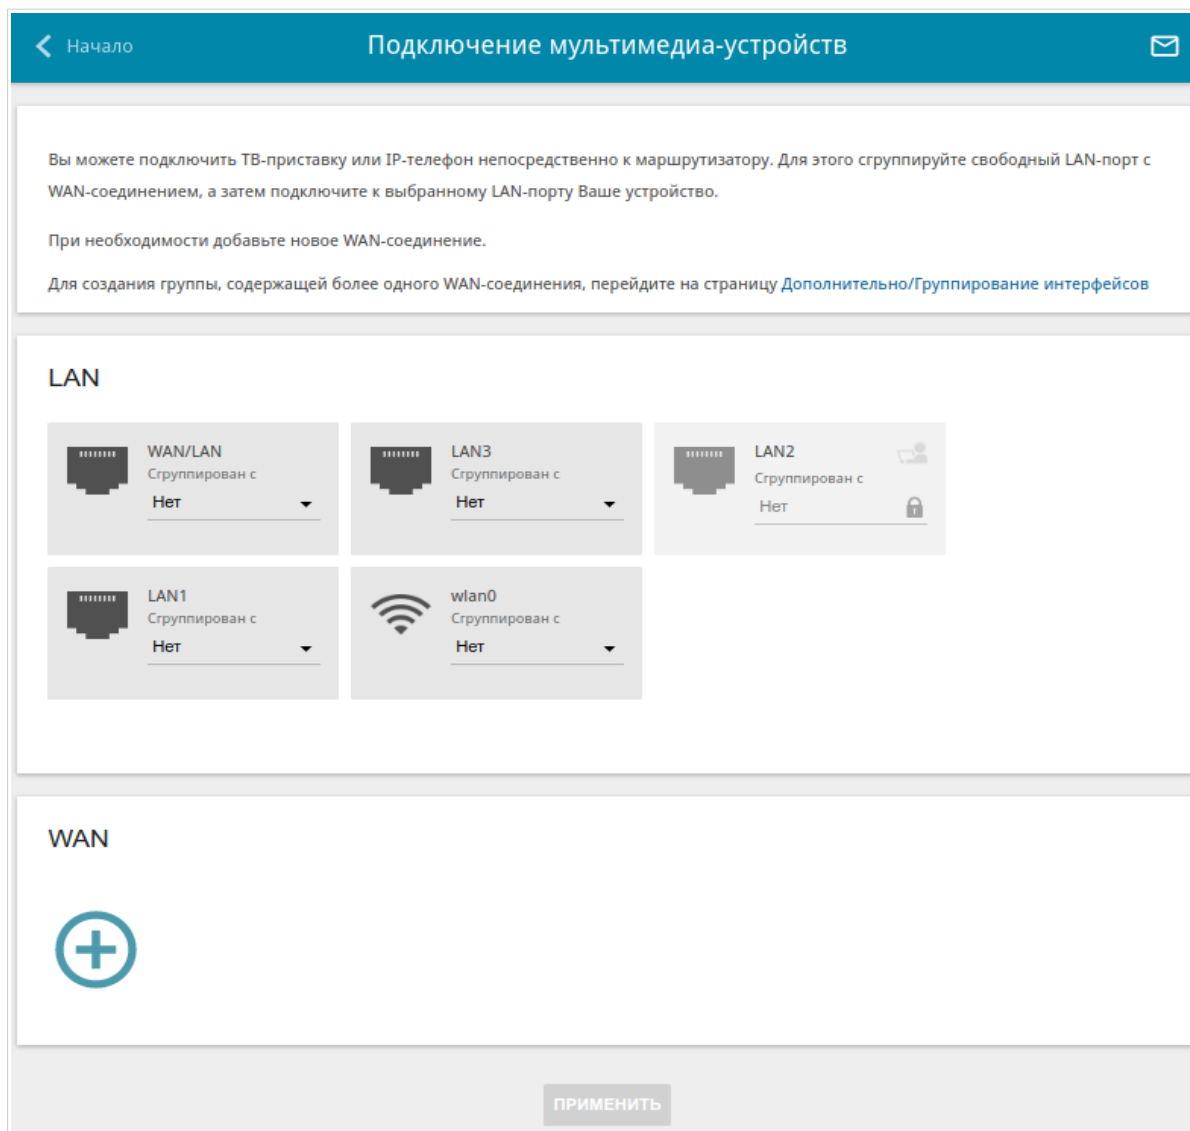 Начало
Подключение мультимедиа-устройств
Вы можете подключить ТВ-приставку или IP-телефон непосредственно к маршрутизатору. Для этого сгруппируйте свободный LAN-порт с
WAN-соединением, а затем подключите к выбранному LAN-порту Ваше устройство.
При необходимости добавьте новое WAN-соединение.
Для создания группы, содержащей более одного WAN-соединения, перейдите на страницу Дополнительно/Группирование интерфейсов
LAN
WAN/LAN
Сгруппирован с
Нет
LAN3
Сгруппирован с
Нет
LAN2
Сгруппирован с
Нет
LAN1
Сгруппирован с
Нет
wlan0
Сгруппирован с
Нет
WAN
ПРИМЕНИТЬ